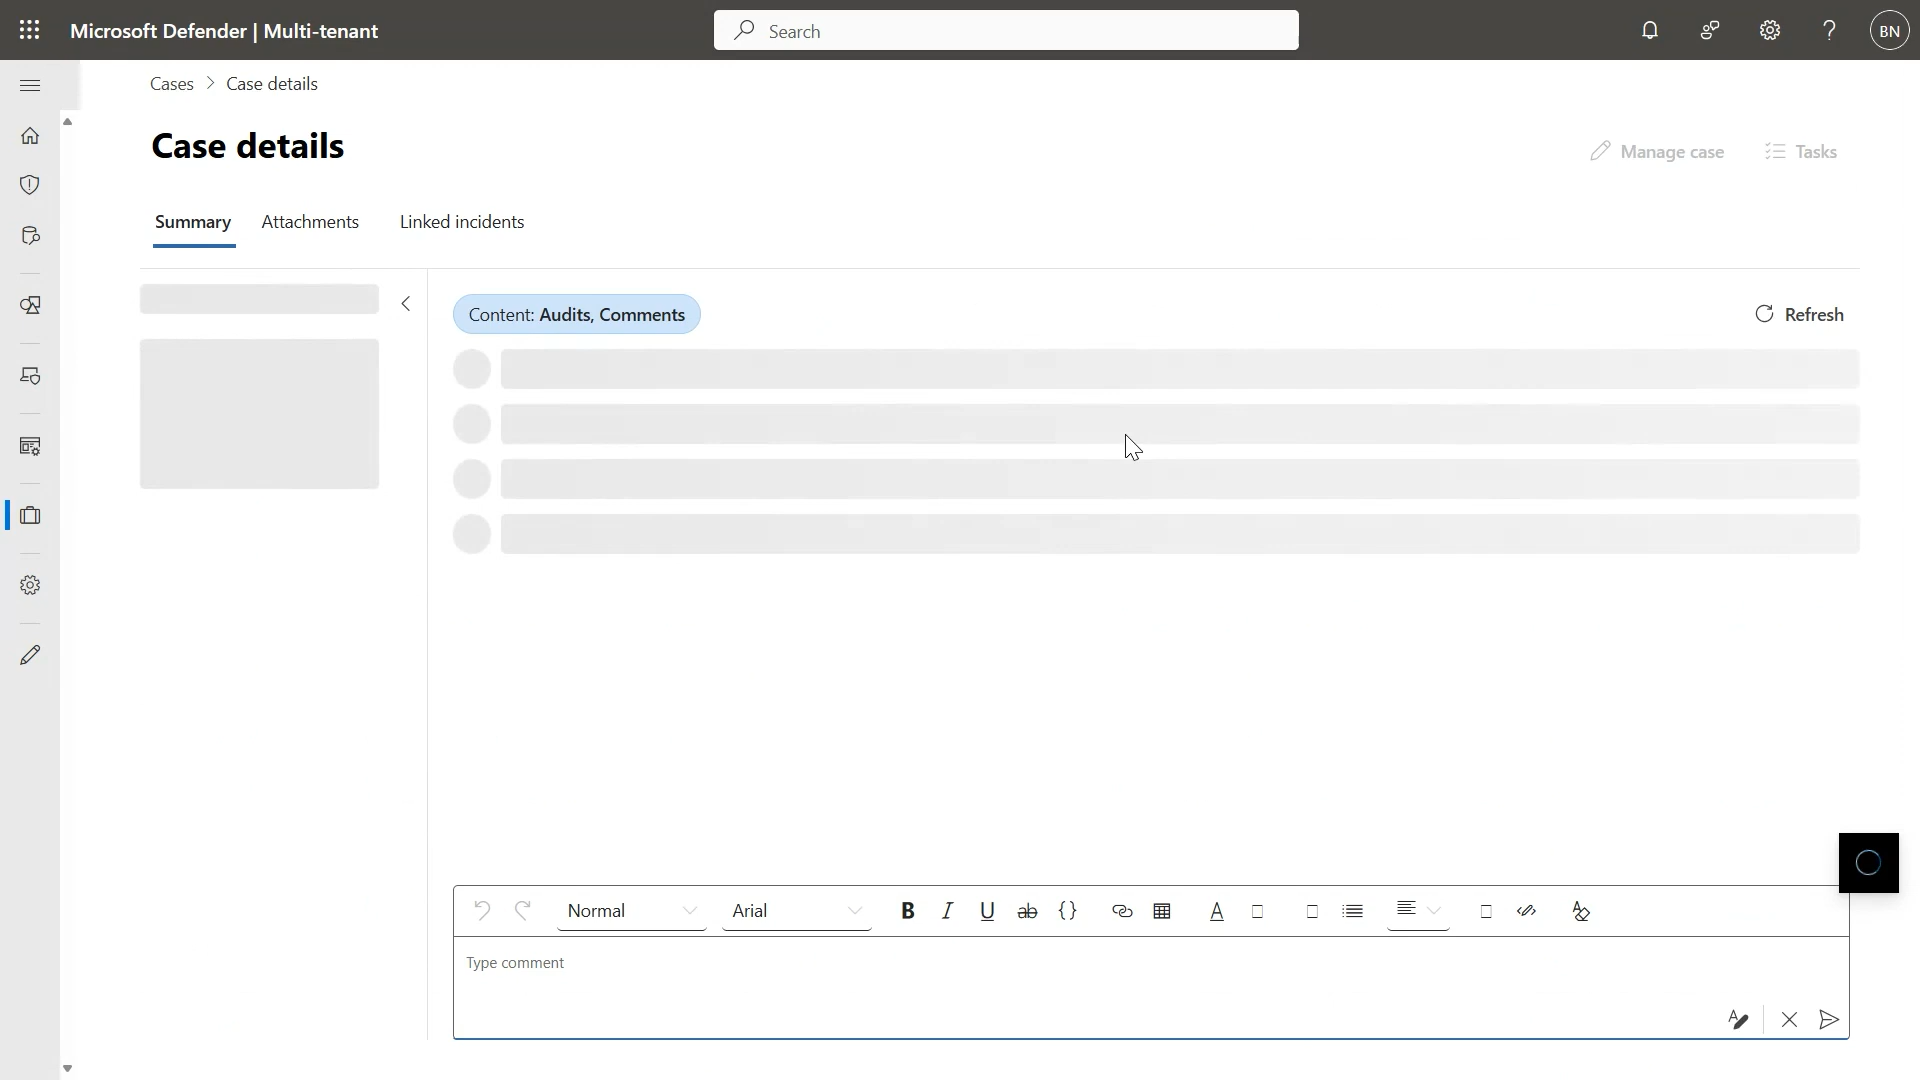 Microsoft Defender | Multi-tenant
Search
BN
Cases > Case details
Case details
Manage case
Tasks
Summary
Attachments
Linked incidents
Content: Audits, Comments
Refresh
Normal
Arial
B I U ab {} A
Type comment